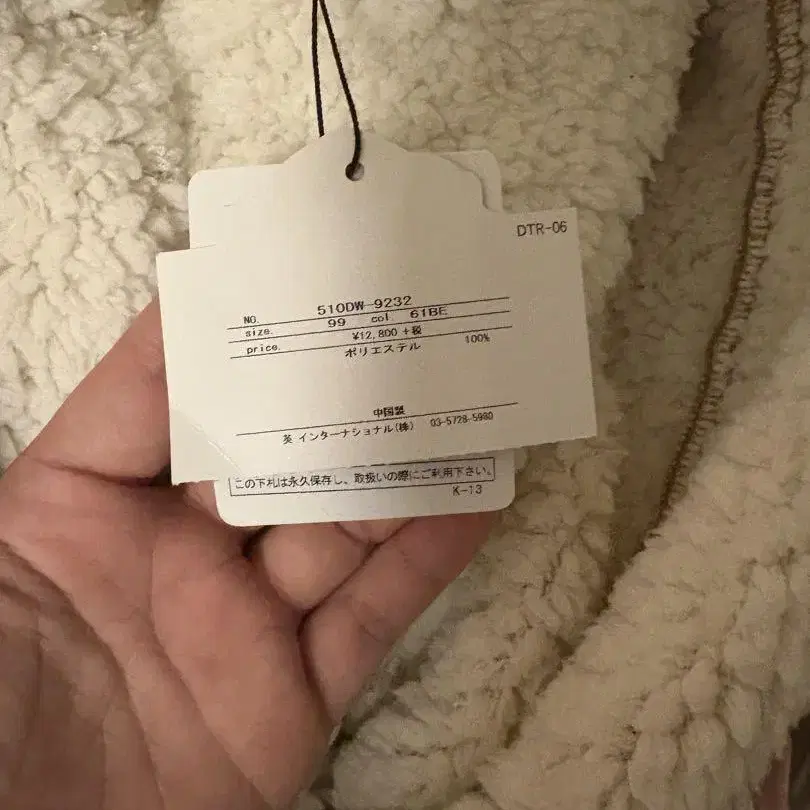 DTR-06
NO. 510DW-9232
size. 99 col. 61BE
price. ¥12,800 +税
ポリエステル 100%
中国製
英 インターナショナル(株) 03-5728-5980
この下札は永久保存し、取扱いの際にご利用下さい。
K-13